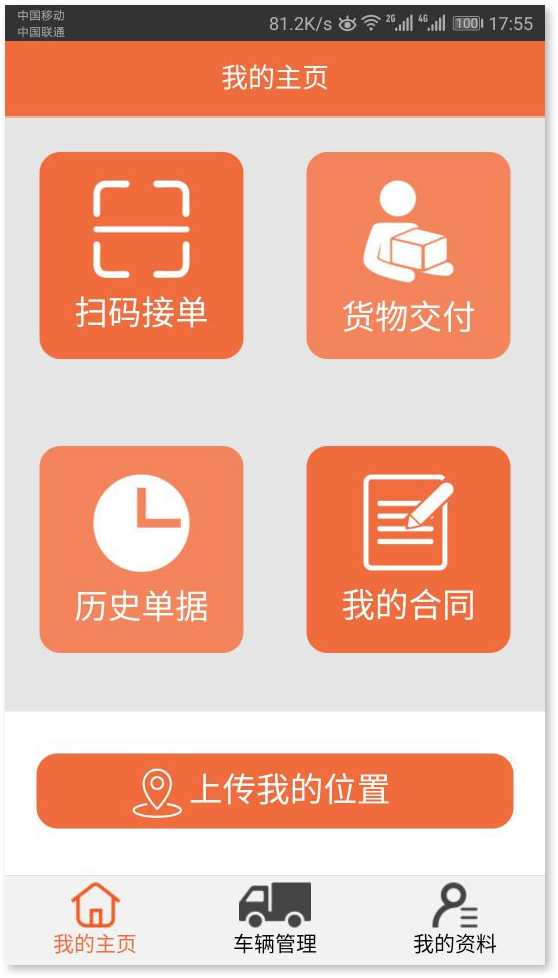 中国移动
中国联通
81.2K/s 2G 4G 100 17:55
我的主页
扫码接单
货物交付
历史单据
我的合同
上传我的位置
我的主页 车辆管理 我的资料